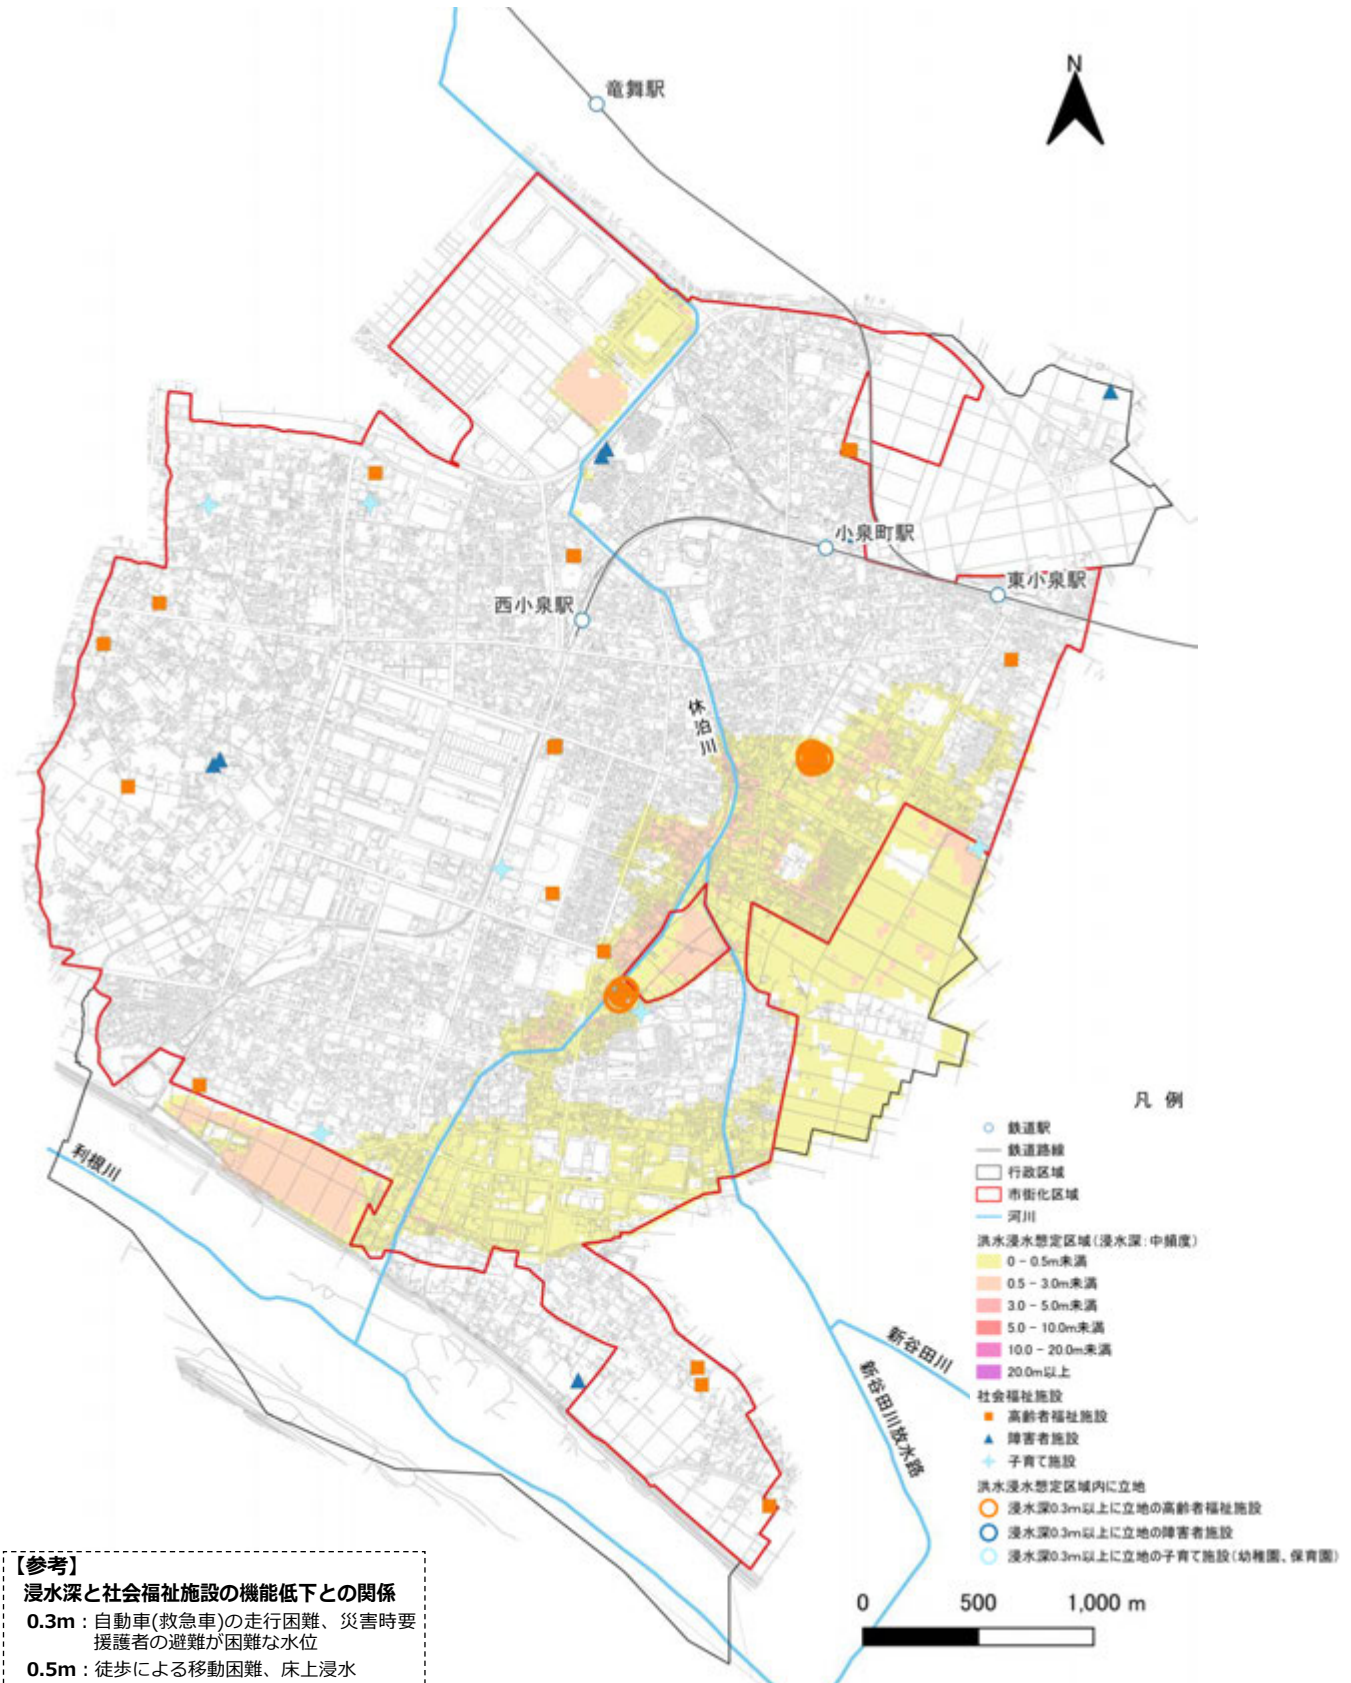 N
竜舞駅
小泉町駅
東小泉駅
西小泉駅
休泊川
利根川
新谷田川
新谷田川放水路
凡 例
鉄道駅
鉄道路線
行政区域
市街化区域
河川
洪水浸水想定区域(浸水深:中頻度)
0 - 0.5m未満
0.5 - 3.0m未満
3.0 - 5.0m未満
5.0 - 10.0m未満
10.0 - 20.0m未満
20.0m以上
社会福祉施設
高齢者福祉施設
障害者施設
子育て施設
洪水浸水想定区域内に立地
浸水深0.3m以上に立地の高齢者福祉施設
浸水深0.3m以上に立地の障害者施設
浸水深0.3m以上に立地の子育て施設(幼稚園、保育園)
0 500 1,000 m
【参考】
浸水深と社会福祉施設の機能低下との関係
0.3m：自動車(救急車)の走行困難、災害時要
援護者の避難が困難な水位
0.5m：徒歩による移動困難、床上浸水